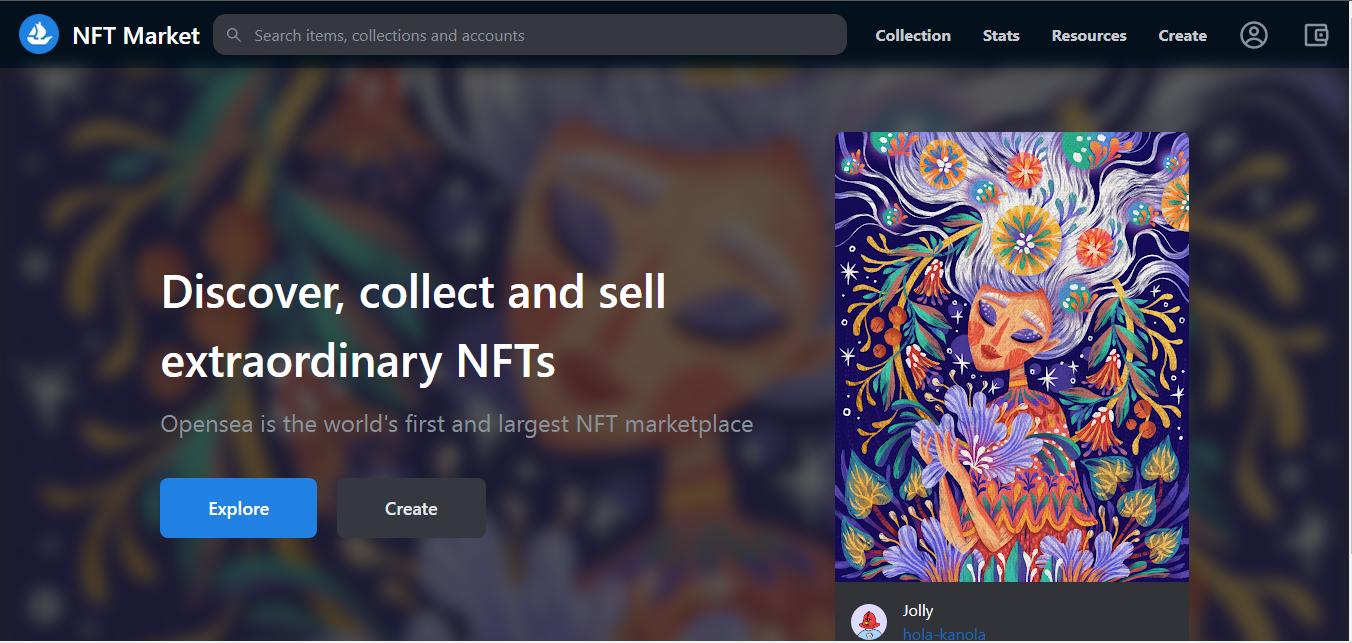 NFT Market
Search items, collections and accounts
Collection
Stats
Resources
Create
Discover, collect and sell
extraordinary NFTs
Opensea is the world's first and largest NFT marketplace
Explore
Create
Jolly
hola-kanola